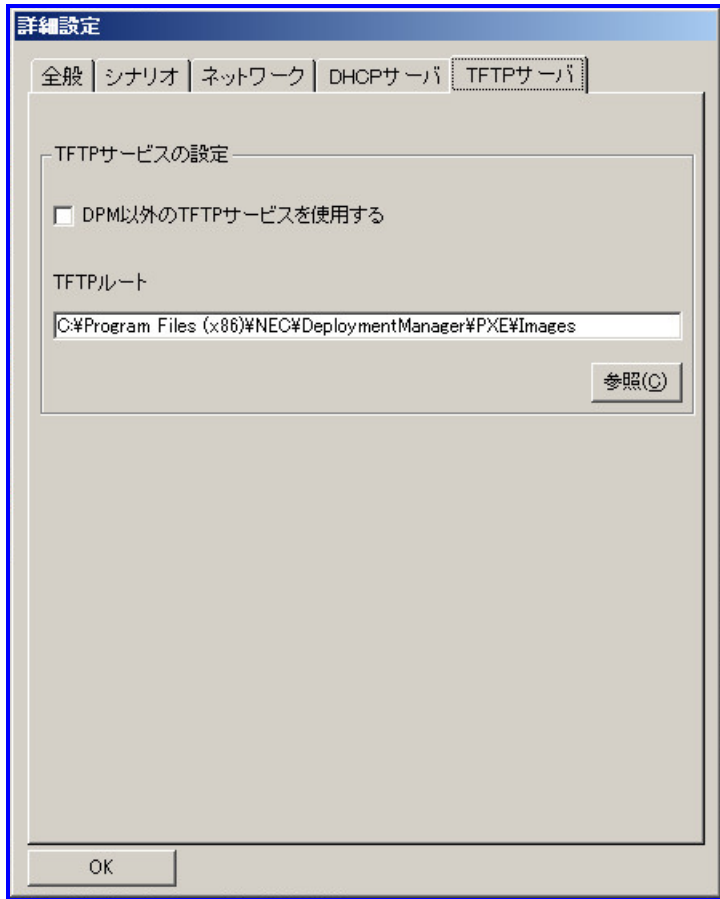 詳細設定
全般 シナリオ ネットワーク DHCPサーバ TFTPサーバ
TFTPサービスの設定
DPM以外のTFTPサービスを使用する
TFTPルート
C:¥Program Files (x86)¥NEC¥DeploymentManager¥PXE¥Images
参照(C)
OK